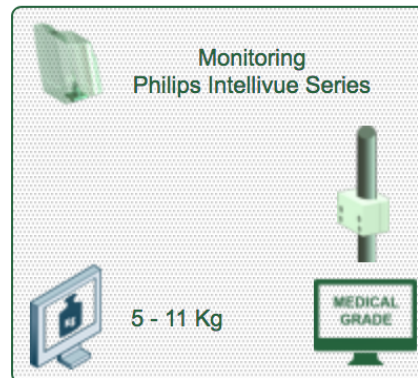 Monitoring
Philips Intellivue Series
5 - 11 Kg
MEDICAL
GRADE